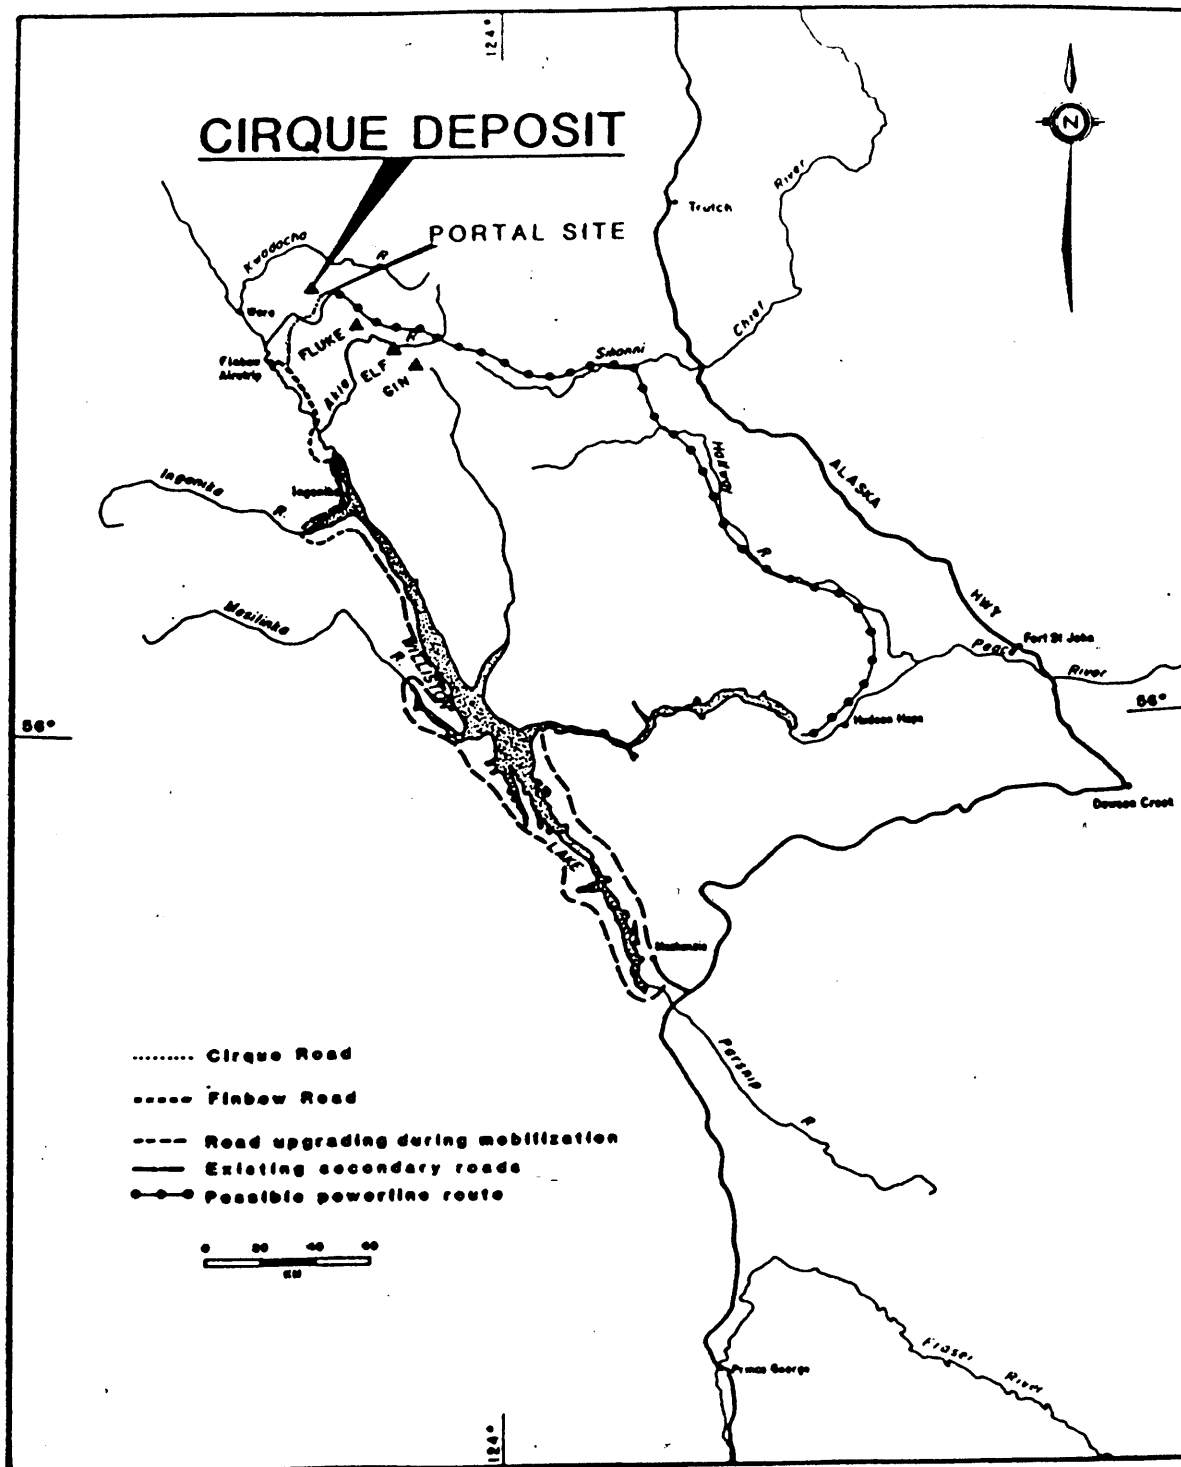 124°
CIRQUE DEPOSIT
PORTAL SITE
Kwadacha
R
Trutch
River
Chief
Sikanni
Ware
Finbow
Airstrip
FLUKE
ELF
GIN
Akie
R
Ingenika
R.
Ingenika
Mesilinka
R.
WILLISTON
LAKE
Halfway
R
ALASKA
HWY
Fort St John
Peace
River
56°
56°
Hudson Hope
Dawson Creek
Mackenzie
Parsnip
R
Cirque Road
Finbow Road
Road upgrading during mobilization
Existing secondary roads
Possible powerline route
0 20 40 60
KM
Prince George
Fraser
River
124°
N